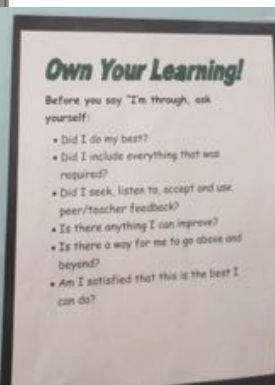 Own Your Learning!
Before you say "I'm through, ask
yourself:
• Did I do my best?
• Did I include everything that was
required?
• Did I seek, listen to, accept and use
peer/teacher feedback?
• Is there anything I can improve?
• Is there a way for me to go above and
beyond?
• Am I satisfied that this is the best I
can do?